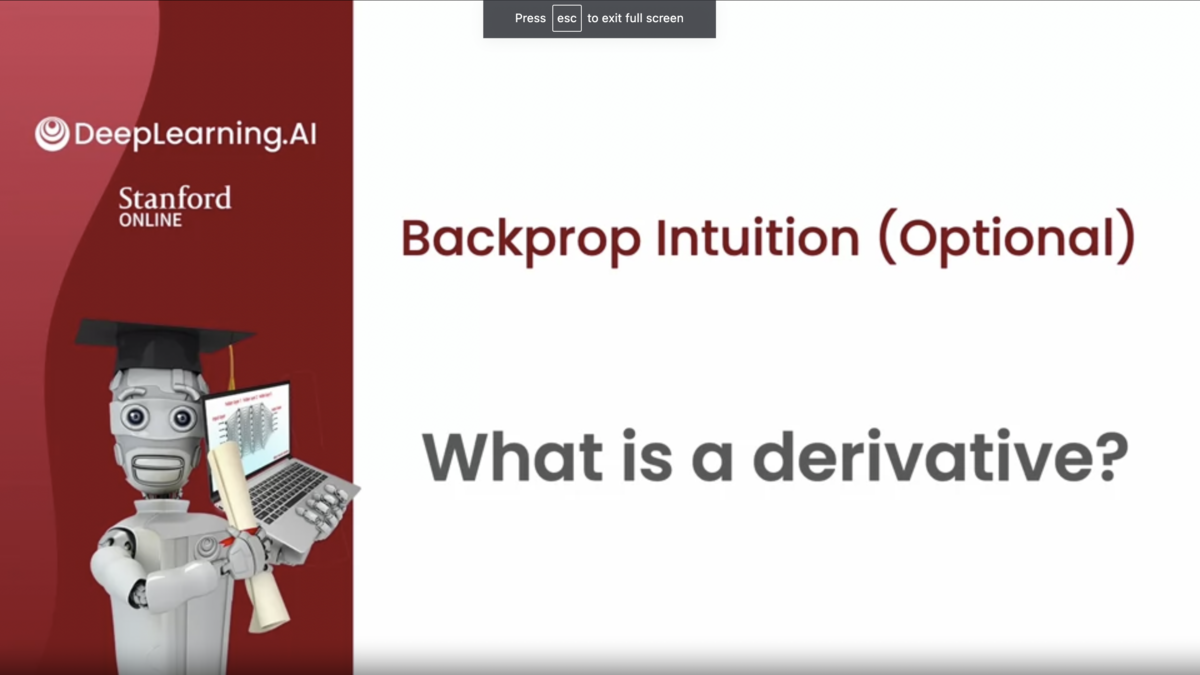 Press esc to exit full screen
DeepLearning.AI
Stanford
ONLINE
Backprop Intuition (Optional)
What is a derivative?